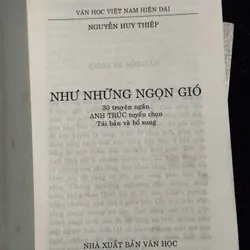 VĂN HỌC VIỆT NAM HIỆN ĐẠI
NGUYỄN HUY THIỆP
NHƯ NHỮNG NGỌN GIÓ
30 truyện ngắn
ANH TRÚC tuyển chọn
Tái bản và bổ sung
NHÀ XUẤT BẢN VĂN HỌC